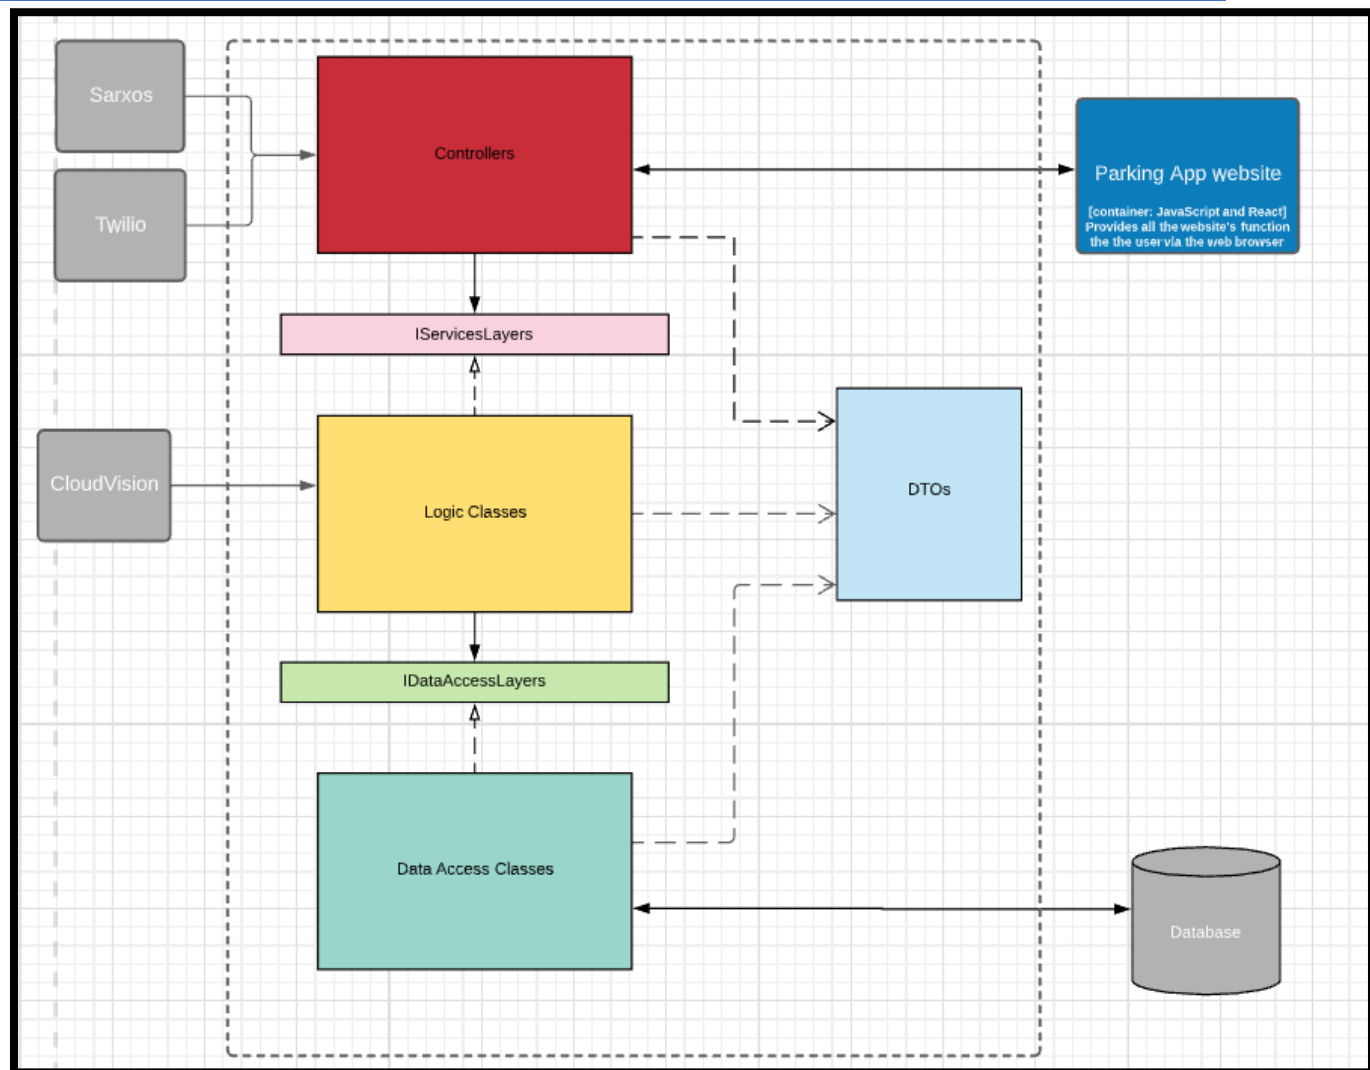 Sarxos
Controllers
Twilio
Parking App website
[container: JavaScript and React]
Provides all the website's function
the the user via the web browser
IServicesLayers
CloudVision
Logic Classes
DTOs
IDataAccessLayers
Data Access Classes
Database